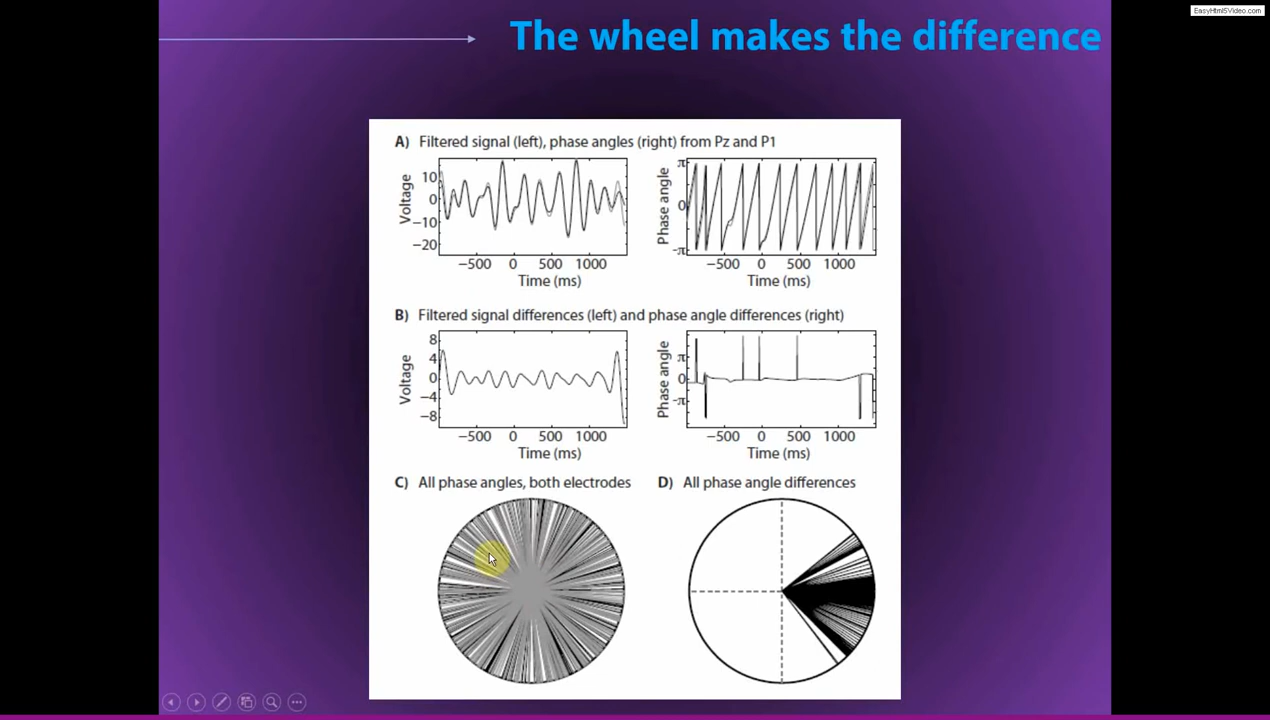 EasyHtml5Video.com
The wheel makes the difference
A) Filtered signal (left), phase angles (right) from Pz and P1
Voltage
10
0
−10
−20
−500 0 500 1000
Time (ms)
Phase angle
π
0
-π
−500 0 500 1000
Time (ms)
B) Filtered signal differences (left) and phase angle differences (right)
Voltage
8
4
0
−4
−8
−500 0 500 1000
Time (ms)
Phase angle
π
0
-π
−500 0 500 1000
Time (ms)
C) All phase angles, both electrodes
D) All phase angle differences